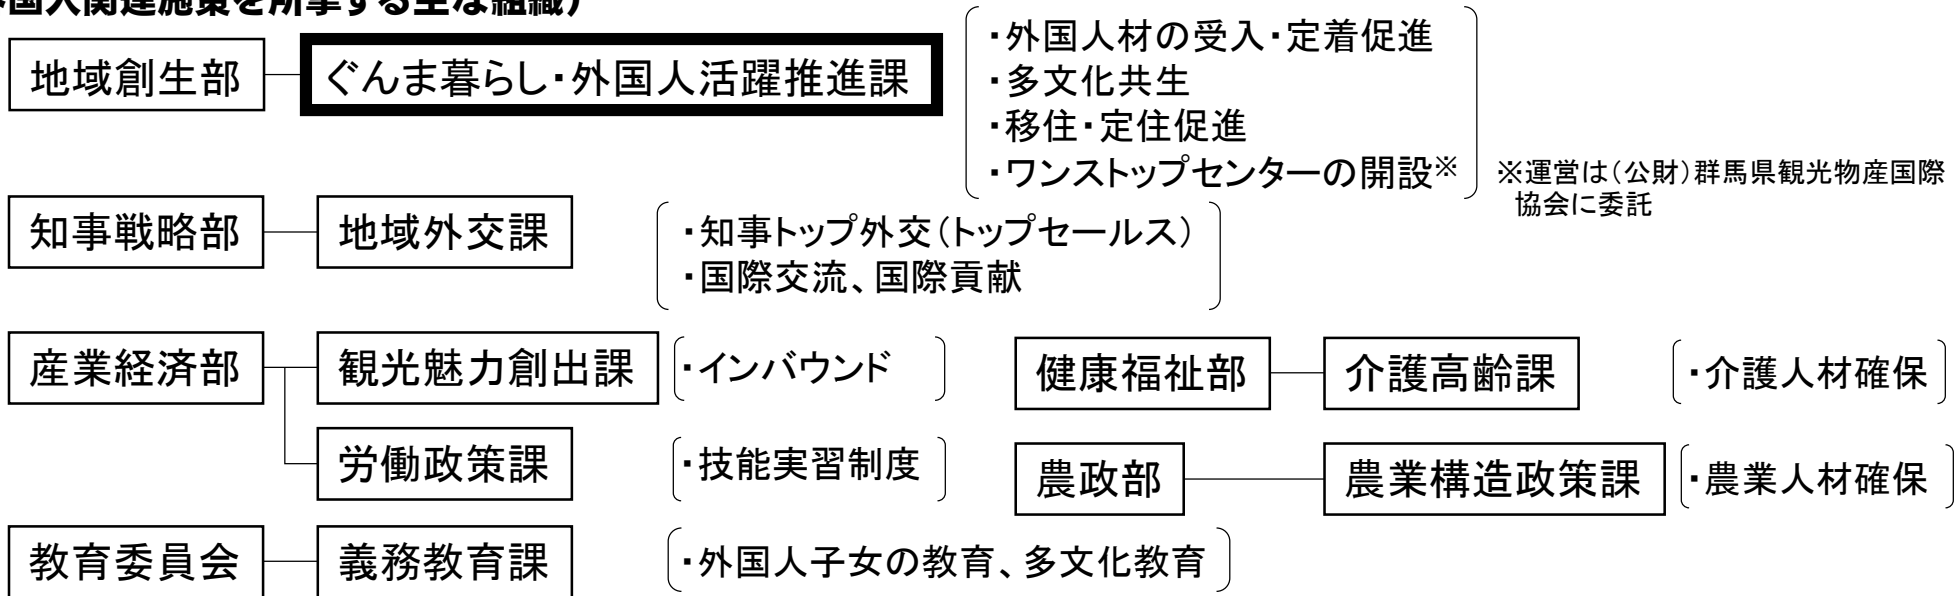 国人関連施策を所掌する主な組織）
地域創生部
ぐんま暮らし・外国人活躍推進課
・外国人材の受入・定着促進
・多文化共生
・移住・定住促進
・ワンストップセンターの開設※
※運営は（公財）群馬県観光物産国際
協会に委託
知事戦略部
地域外交課
・知事トップ外交（トップセールス）
・国際交流、国際貢献
産業経済部
観光魅力創出課
・インバウンド
労働政策課
・技能実習制度
健康福祉部
介護高齢課
・介護人材確保
農政部
農業構造政策課
・農業人材確保
教育委員会
義務教育課
・外国人子女の教育、多文化教育